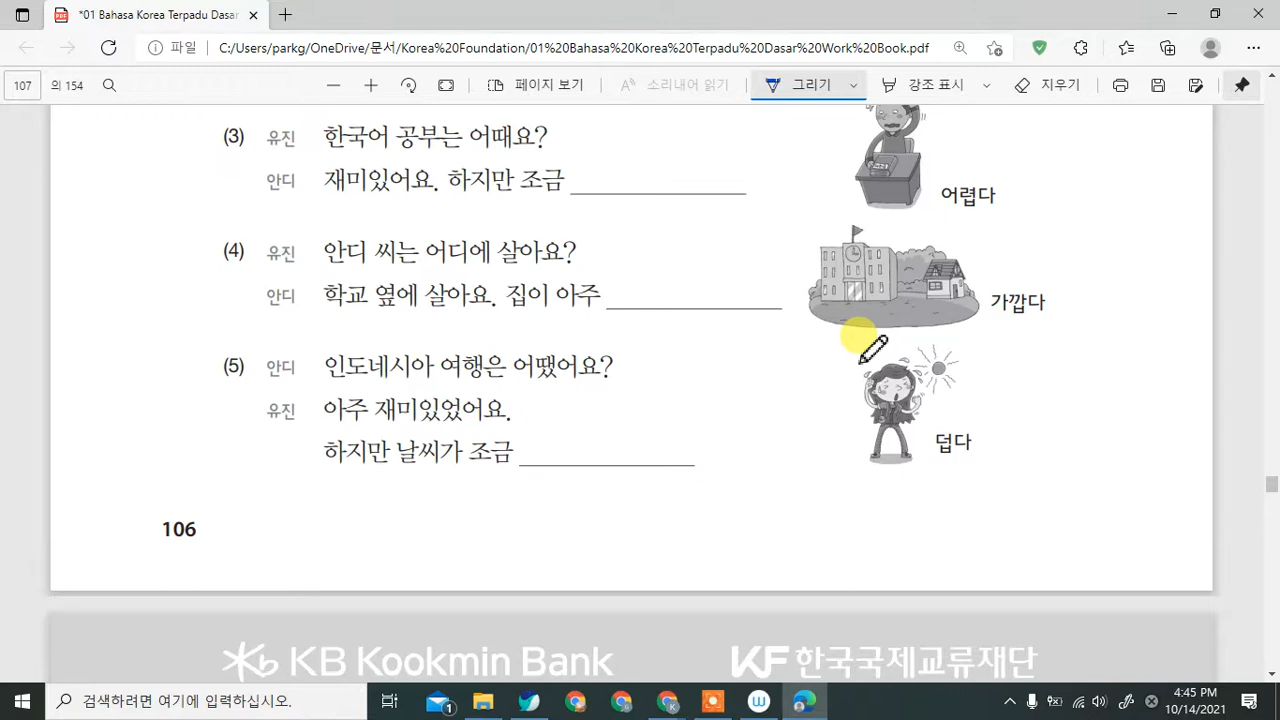 *01 Bahasa Korea Terpadu Dasar
파일 C:/Users/parkg/OneDrive/문서/Korea%20Foundation/01%20Bahasa%20Korea%20Terpadu%20Dasar%20Work%20Book.pdf
107 의 154 페이지 보기 소리내어 읽기 그리기 강조 표시 지우기
(3) 유진 한국어 공부는 어때요?
안디 재미있어요. 하지만 조금
어렵다
(4) 유진 안디 씨는 어디에 살아요?
안디 학교 옆에 살아요. 집이 아주
가깝다
(5) 안디 인도네시아 여행은 어땠어요?
유진 아주 재미있었어요.
하지만 날씨가 조금
덥다
106
KB Kookmin Bank KF 한국국제교류재단
검색하려면 여기에 입력하십시오.
4:45 PM
10/14/2021